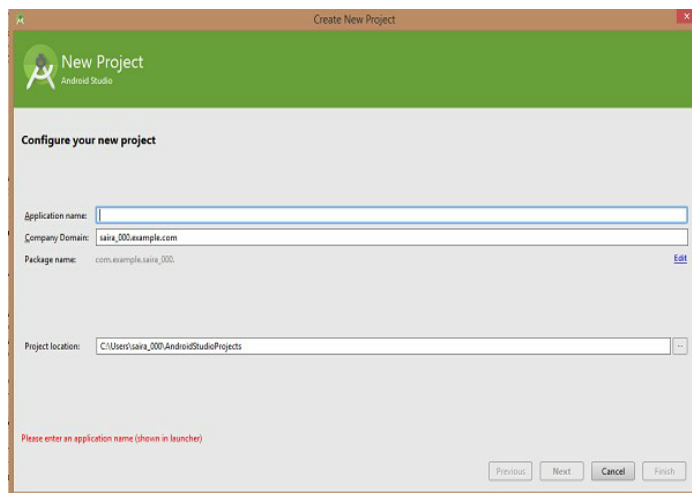 Create New Project
x
New Project
Android Studio
Configure your new project
Application name:
Company Domain: saira_000.example.com
Package name: com.example.saira_000. Edit
Project location: C:\Users\saira_000\AndroidStudioProjects ...
Please enter an application name (shown in launcher)
Previous Next Cancel Finish